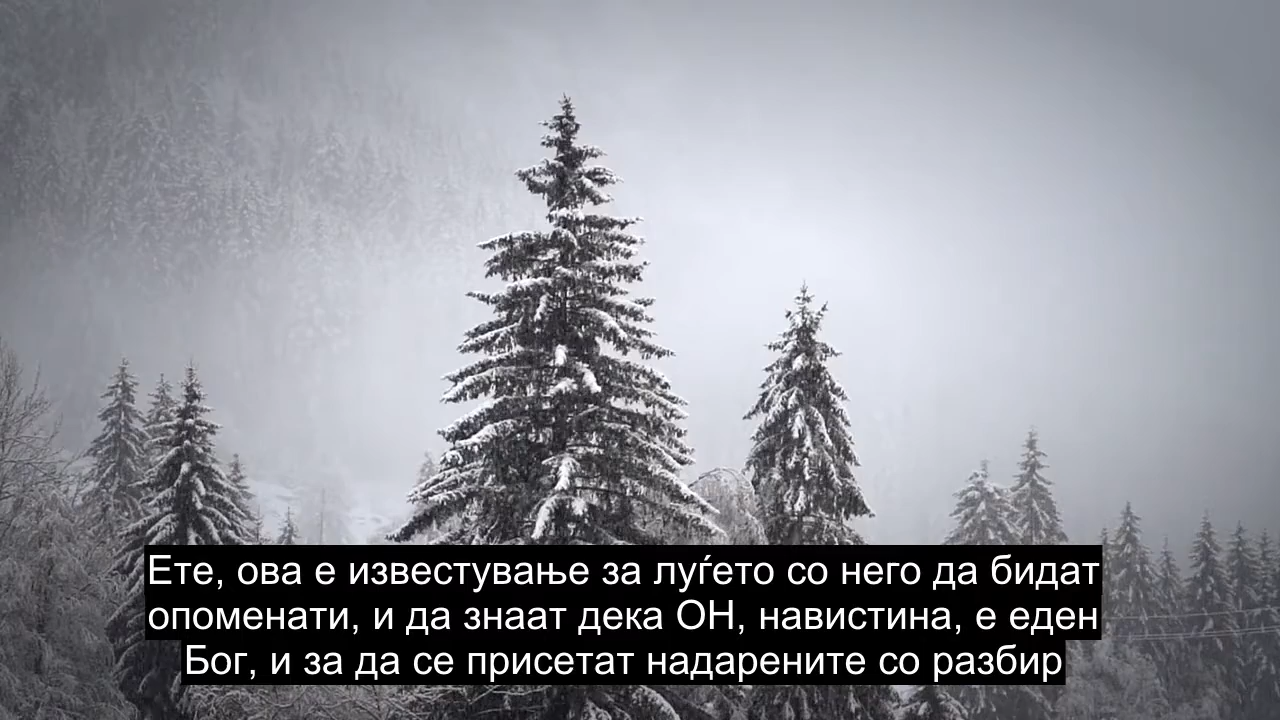 Ете, ова е известување за луѓето со него да бидат
опоменати, и да знаат дека ОН, навистина, е еден
Бог, и за да се присетат надарените со разбир